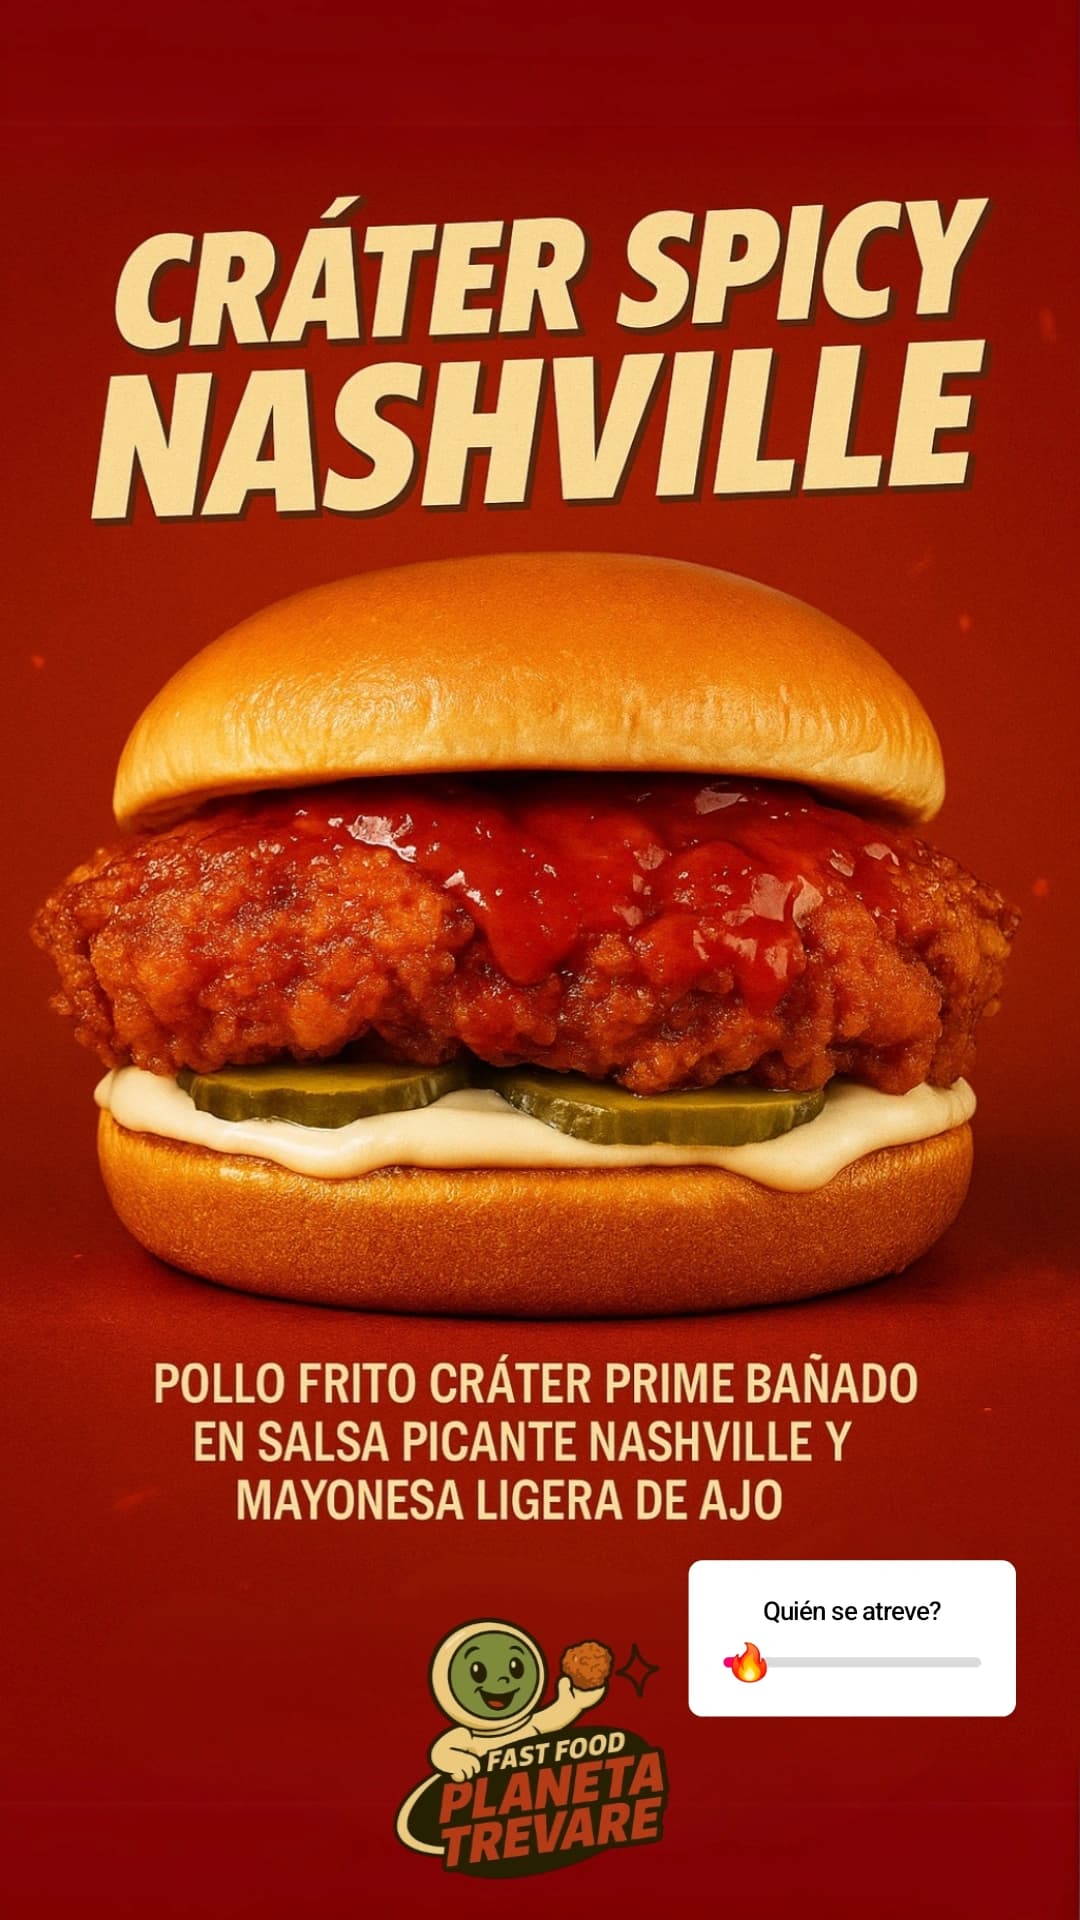 CRÁTER SPICY
NASHVILLE
POLLO FRITO CRÁTER PRIME BAÑADO
EN SALSA PICANTE NASHVILLE Y
MAYONESA LIGERA DE AJO
Quién se atreve?
FAST FOOD
PLANETA
TREVARE